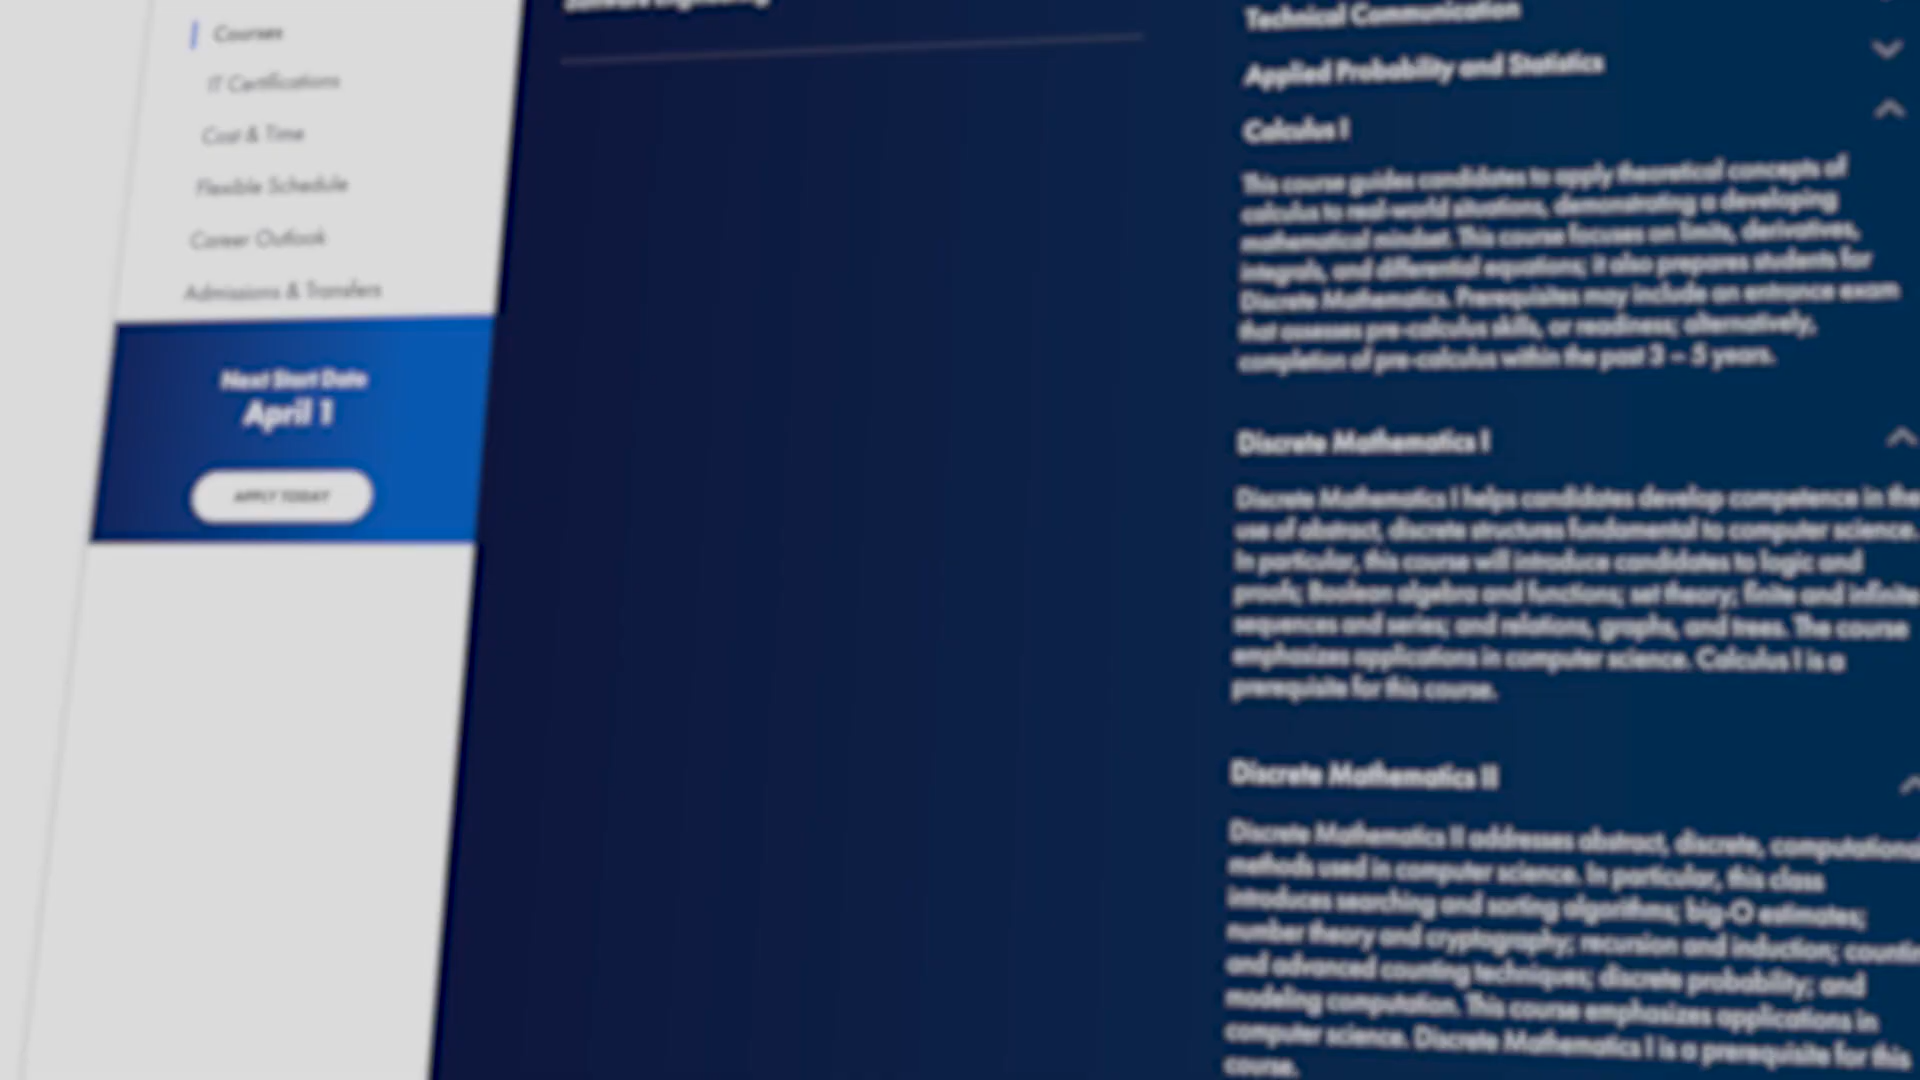 Courses
IT Certifications
Cost & Time
Flexible Schedule
Career Outlook
Admissions & Transfers
Next Start Date
April 1
APPLY TODAY
Software Engineering
Technical Communication
Applied Probability and Statistics
Calculus I
This course guides candidates to apply theoretical concepts of
calculus to real-world situations, demonstrating a developing
mathematical mindset. This course focuses on limits, derivatives,
integrals, and differential equations; it also prepares students for
Discrete Mathematics. Prerequisites may include an entrance exam
that assesses pre-calculus skills, or readiness; alternatively,
completion of pre-calculus within the past 3 – 5 years.
Discrete Mathematics I
Discrete Mathematics I helps candidates develop competence in the
use of abstract, discrete structures fundamental to computer science.
In particular, this course will introduce candidates to logic and
proofs; Boolean algebra and functions; set theory; finite and infinite
sequences and series; and relations, graphs, and trees. The course
emphasizes applications in computer science. Calculus I is a
prerequisite for this course.
Discrete Mathematics II
Discrete Mathematics II addresses abstract, discrete, computational
methods used in computer science. In particular, this class
introduces searching and sorting algorithms; big-O estimates;
number theory and cryptography; recursion and induction; countin
and advanced counting techniques; discrete probability; and
modeling computation. This course emphasizes applications in
computer science. Discrete Mathematics I is a prerequisite for this
course.